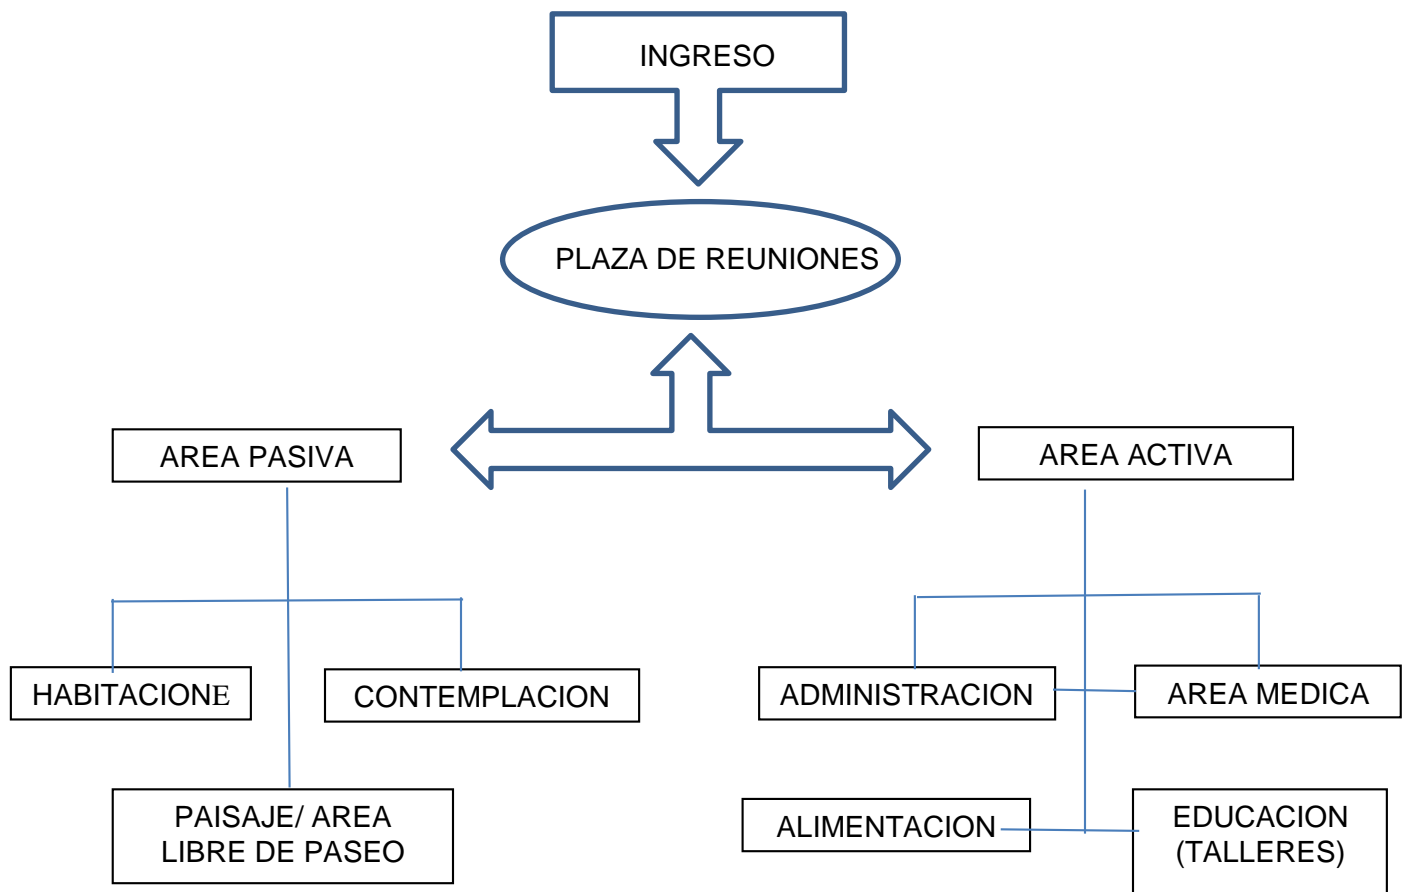 INGRESO
PLAZA DE REUNIONES
AREA PASIVA
AREA ACTIVA
HABITACIONE
CONTEMPLACION
ADMINISTRACION
AREA MEDICA
PAISAJE/ AREA
LIBRE DE PASEO
ALIMENTACION
EDUCACION
(TALLERES)